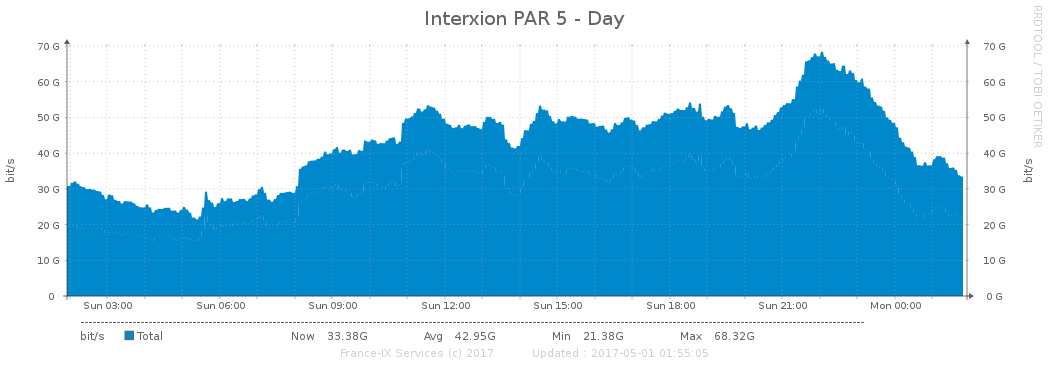 Interxion PAR 5 - Day
RRDTOOL / TOBI OETIKER
70 G 70 G
60 G 60 G
50 G 50 G
40 G 40 G
30 G 30 G
20 G 20 G
10 G 10 G
0 0 G
bit/s
bit/s
Sun 03:00 Sun 06:00 Sun 09:00 Sun 12:00 Sun 15:00 Sun 18:00 Sun 21:00 Mon 00:00
bit/s Total Now 33.38G Avg 42.95G Min 21.38G Max 68.32G
France-IX Services (c) 2017 Updated : 2017-05-01 01:55:05